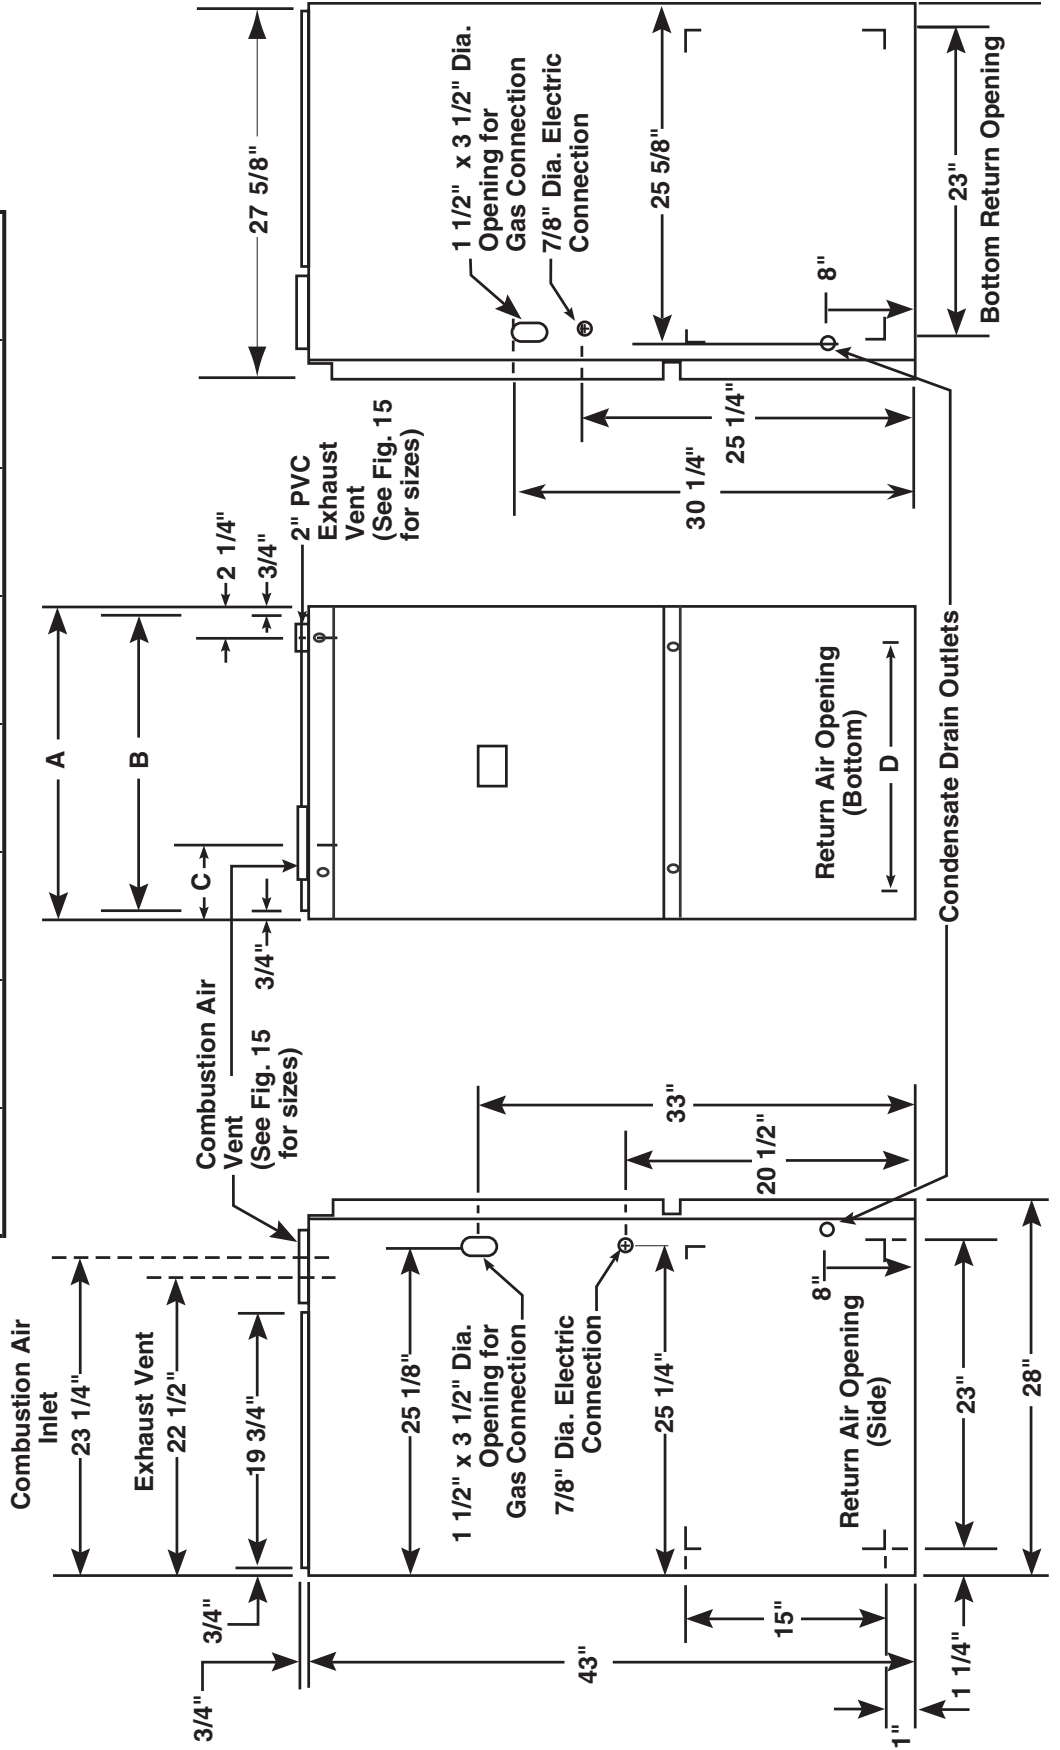 Combustion Air
Inlet
23 1/4"
Exhaust Vent
22 1/2"
19 3/4"
3/4"
3/4"
25 1/8"
1 1/2" x 3 1/2" Dia.
Opening for
Gas Connection
7/8" Dia. Electric
Connection
25 1/4"
43"
15"
1"
1 1/4"
Return Air Opening
(Side)
8"
23"
28"
33"
20 1/2"
Combustion Air
Vent
(See Fig. 15
for sizes)
A
B
C
3/4"
2 1/4"
3/4"
2" PVC
Exhaust
Vent
(See Fig. 15
for sizes)
Return Air Opening
(Bottom)
D
Condensate Drain Outlets
27 5/8"
1 1/2" x 3 1/2" Dia.
Opening for
Gas Connection
7/8" Dia. Electric
Connection
25 5/8"
30 1/4"
25 1/4"
8"
23"
Bottom Return Opening